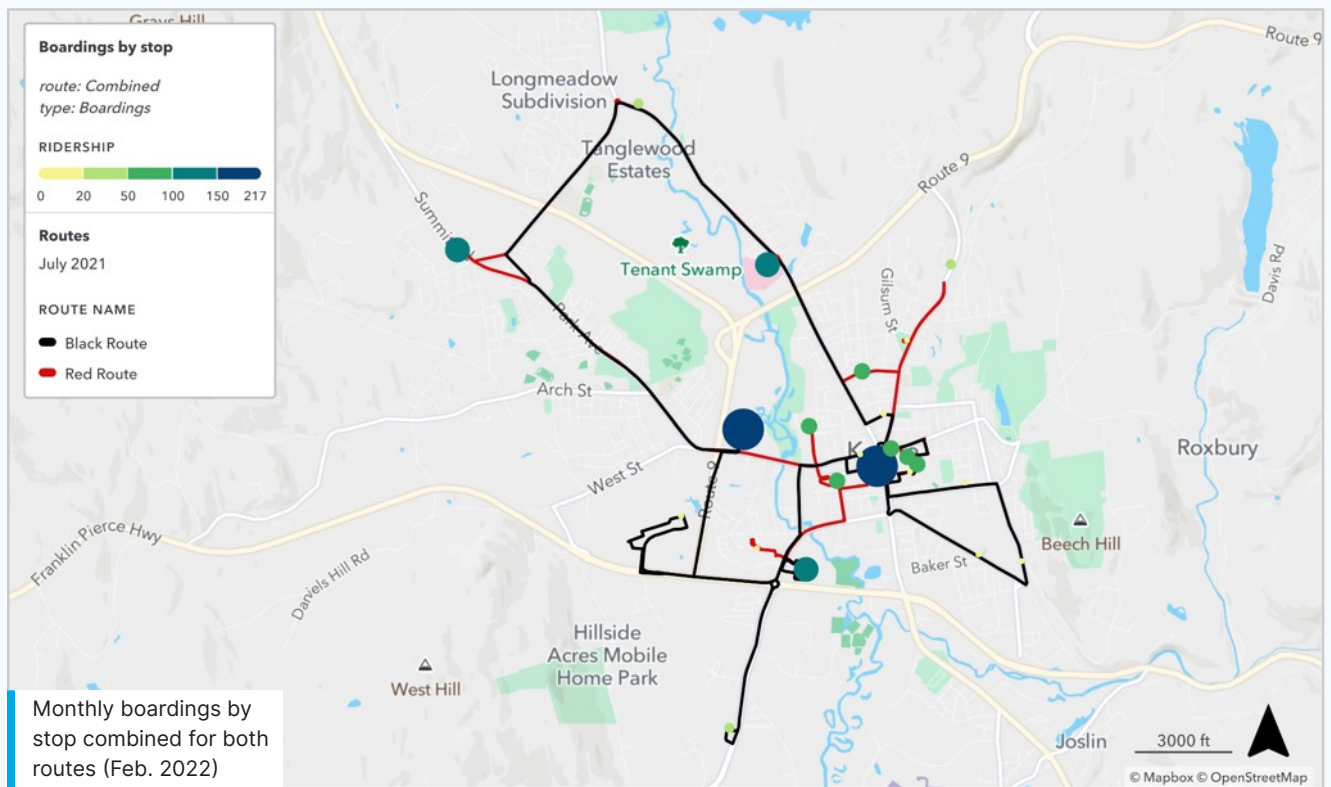 Grays Hill
Boardings by stop
route: Combined
type: Boardings
RIDERSHIP
0 20 50 100 150 217
Routes
July 2021
ROUTE NAME
Black Route
Red Route
Longmeadow
Subdivision
Tanglewood
Estates
Route 9
Route 9
Tenant Swamp
Gilsum St
Davis Rd
Park Ave
Arch St
West St
Route 9
Roxbury
Franklin Pierce Hwy
Daniels Hill Rd
Baker St
Beech Hill
Hillside
Acres Mobile
Home Park
West Hill
Joslin
3000 ft
© Mapbox © OpenStreetMap
Monthly boardings by
stop combined for both
routes (Feb. 2022)